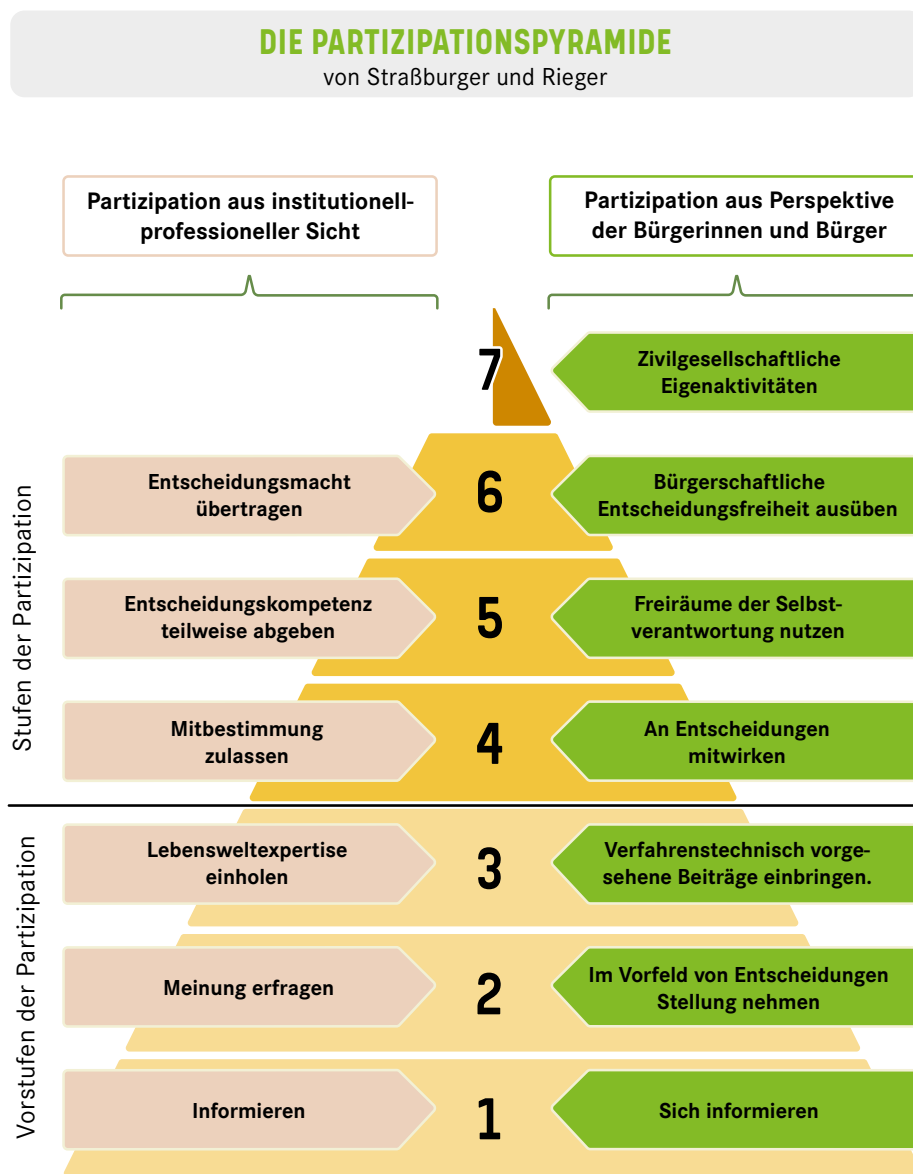 DIE PARTIZIPATIONSPYRAMIDE
von Straßburger und Rieger
Partizipation aus institutionell-
professioneller Sicht
Partizipation aus Perspektive
der Bürgerinnen und Bürger
Stufen der Partizipation
7
Zivilgesellschaftliche
Eigenaktivitäten
Entscheidungsmacht
übertragen
6
Bürgerschaftliche
Entscheidungsfreiheit ausüben
Entscheidungskompetenz
teilweise abgeben
5
Freiräume der Selbst-
verantwortung nutzen
Mitbestimmung
zulassen
4
An Entscheidungen
mitwirken
Vorstufen der Partizipation
Lebensweltexpertise
einholen
3
Verfahrenstechnisch vorge-
sehene Beiträge einbringen.
Meinung erfragen
2
Im Vorfeld von Entscheidungen
Stellung nehmen
Informieren
1
Sich informieren